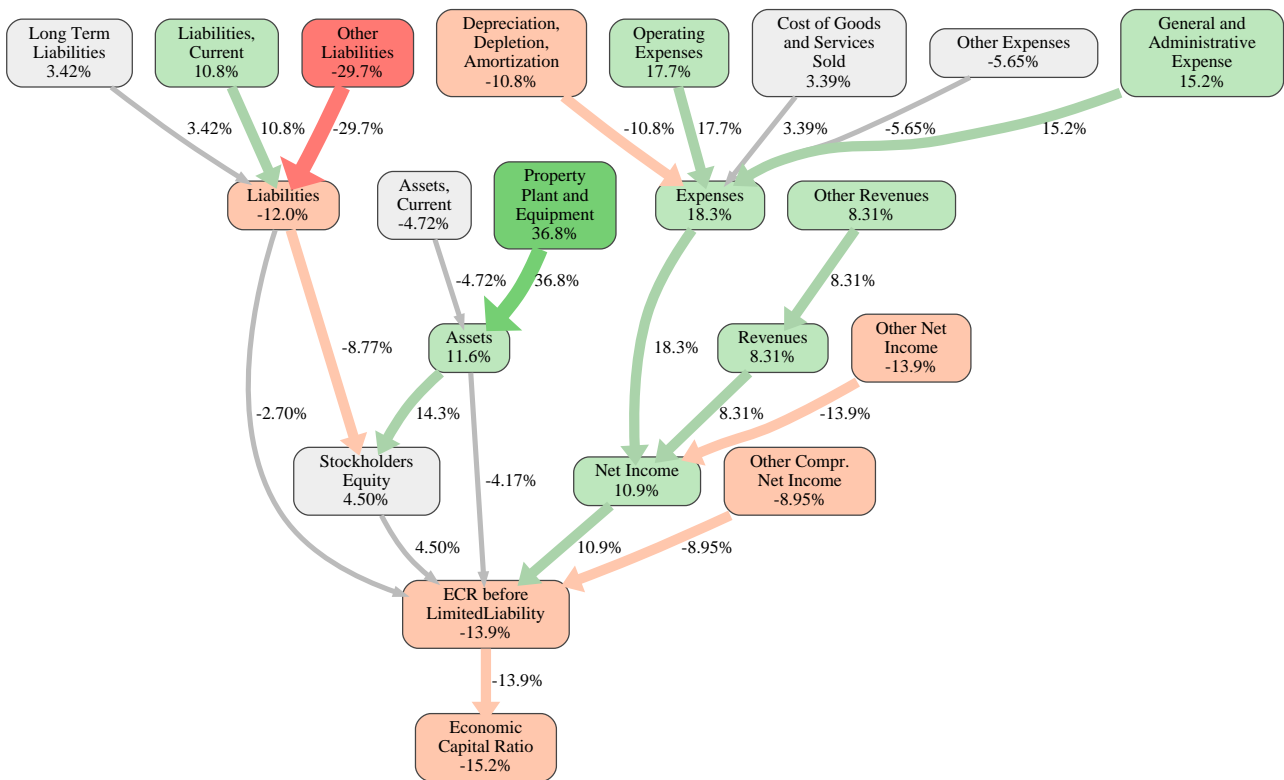 Long Term
Liabilities
3.42%
Liabilities,
Current
10.8%
Other
Liabilities
-29.7%
Depreciation,
Depletion,
Amortization
-10.8%
Operating
Expenses
17.7%
Cost of Goods
and Services
Sold
3.39%
Other Expenses
-5.65%
General and
Administrative
Expense
15.2%
3.42%
10.8%
-29.7%
-10.8%
17.7%
3.39%
-5.65%
15.2%
Liabilities
-12.0%
Assets,
Current
-4.72%
Property
Plant and
Equipment
36.8%
Expenses
18.3%
Other Revenues
8.31%
-4.72%
36.8%
8.31%
Assets
11.6%
Revenues
8.31%
Other Net
Income
-13.9%
-8.77%
18.3%
-2.70%
14.3%
8.31%
-13.9%
Stockholders
Equity
4.50%
-4.17%
Net Income
10.9%
Other Compr.
Net Income
-8.95%
4.50%
10.9%
-8.95%
ECR before
LimitedLiability
-13.9%
-13.9%
Economic
Capital Ratio
-15.2%